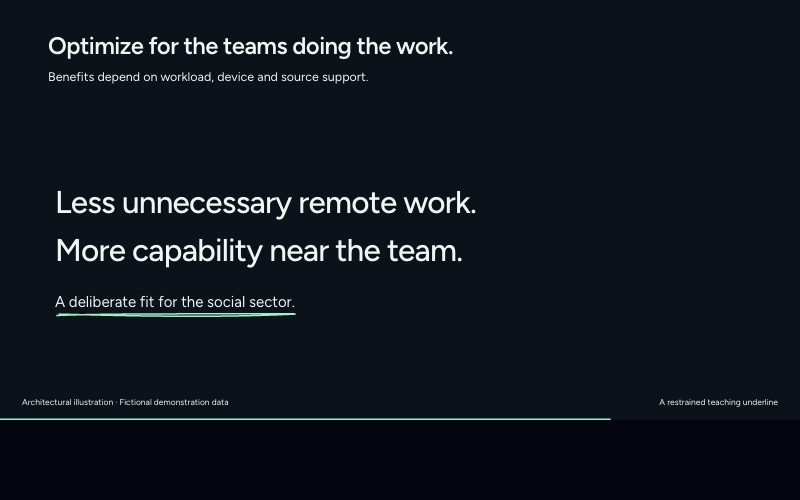 Optimize for the teams doing the work.
Benefits depend on workload, device and source support.
Less unnecessary remote work.
More capability near the team.
A deliberate fit for the social sector.
Architectural illustration · Fictional demonstration data
A restrained teaching underline